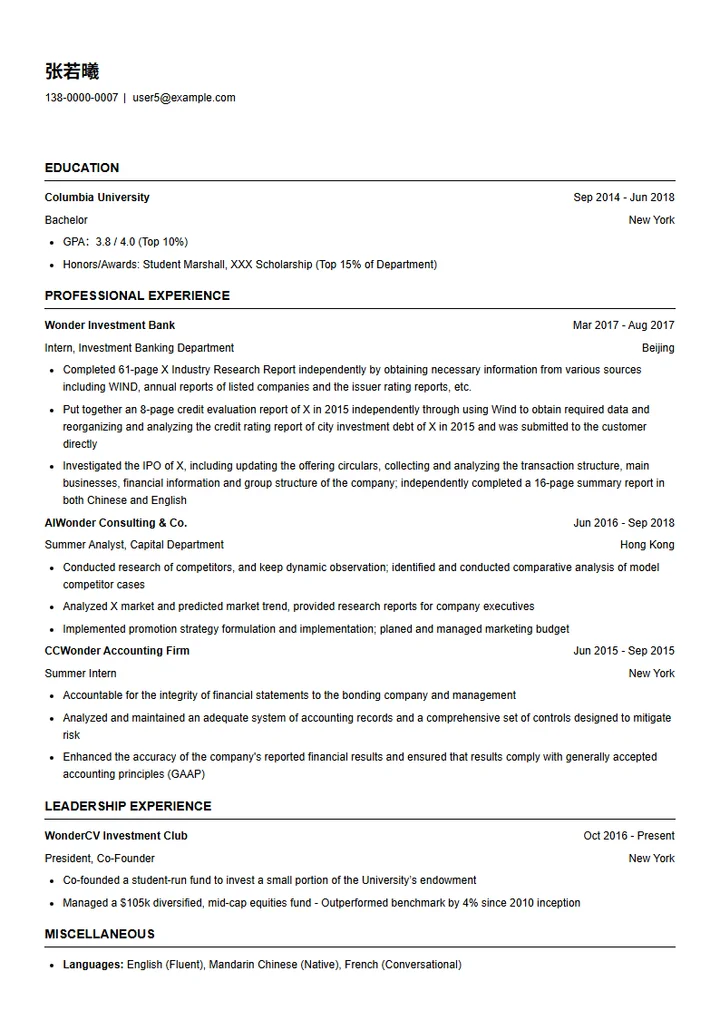 张若曦
138-0000-0007 | user5@example.com
EDUCATION
Columbia University Sep 2014 - Jun 2018
Bachelor New York
• GPA：3.8 / 4.0 (Top 10%)
• Honors/Awards: Student Marshall, XXX Scholarship (Top 15% of Department)
PROFESSIONAL EXPERIENCE
Wonder Investment Bank Mar 2017 - Aug 2017
Intern, Investment Banking Department Beijing
• Completed 61-page X Industry Research Report independently by obtaining necessary information from various sources
including WIND, annual reports of listed companies and the issuer rating reports, etc.
• Put together an 8-page credit evaluation report of X in 2015 independently through using Wind to obtain required data and
reorganizing and analyzing the credit rating report of city investment debt of X in 2015 and was submitted to the customer
directly
• Investigated the IPO of X, including updating the offering circulars, collecting and analyzing the transaction structure, main
businesses, financial information and group structure of the company; independently completed a 16-page summary report in
both Chinese and English
AIWonder Consulting & Co. Jun 2016 - Sep 2018
Summer Analyst, Capital Department Hong Kong
• Conducted research of competitors, and keep dynamic observation; identified and conducted comparative analysis of model
competitor cases
• Analyzed X market and predicted market trend, provided research reports for company executives
• Implemented promotion strategy formulation and implementation; planed and managed marketing budget
CCWonder Accounting Firm Jun 2015 - Sep 2015
Summer Intern New York
• Accountable for the integrity of financial statements to the bonding company and management
• Analyzed and maintained an adequate system of accounting records and a comprehensive set of controls designed to mitigate
risk
• Enhanced the accuracy of the company's reported financial results and ensured that results comply with generally accepted
accounting principles (GAAP)
LEADERSHIP EXPERIENCE
WonderCV Investment Club Oct 2016 - Present
President, Co-Founder New York
• Co-founded a student-run fund to invest a small portion of the University’s endowment
• Managed a $105k diversified, mid-cap equities fund - Outperformed benchmark by 4% since 2010 inception
MISCELLANEOUS
• Languages: English (Fluent), Mandarin Chinese (Native), French (Conversational)